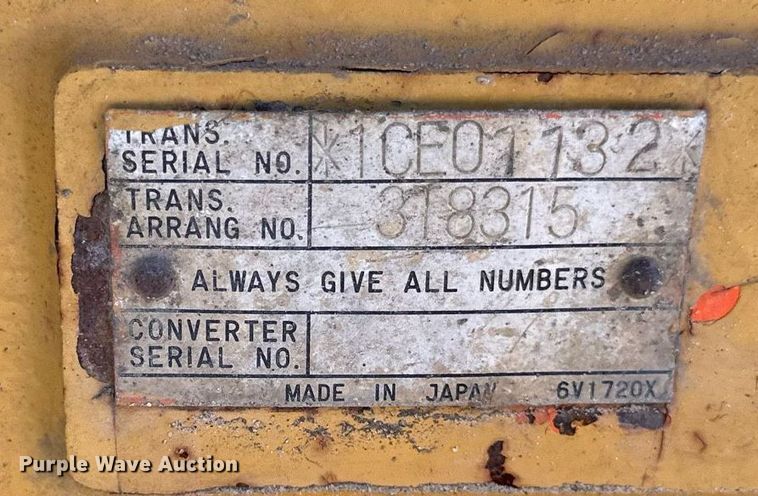 TRANS.
SERIAL NO. *1CE01132*
TRANS.
ARRANG NO. 318315
ALWAYS GIVE ALL NUMBERS
CONVERTER
SERIAL NO.
MADE IN JAPAN 6V1720X
Purple Wave Auction